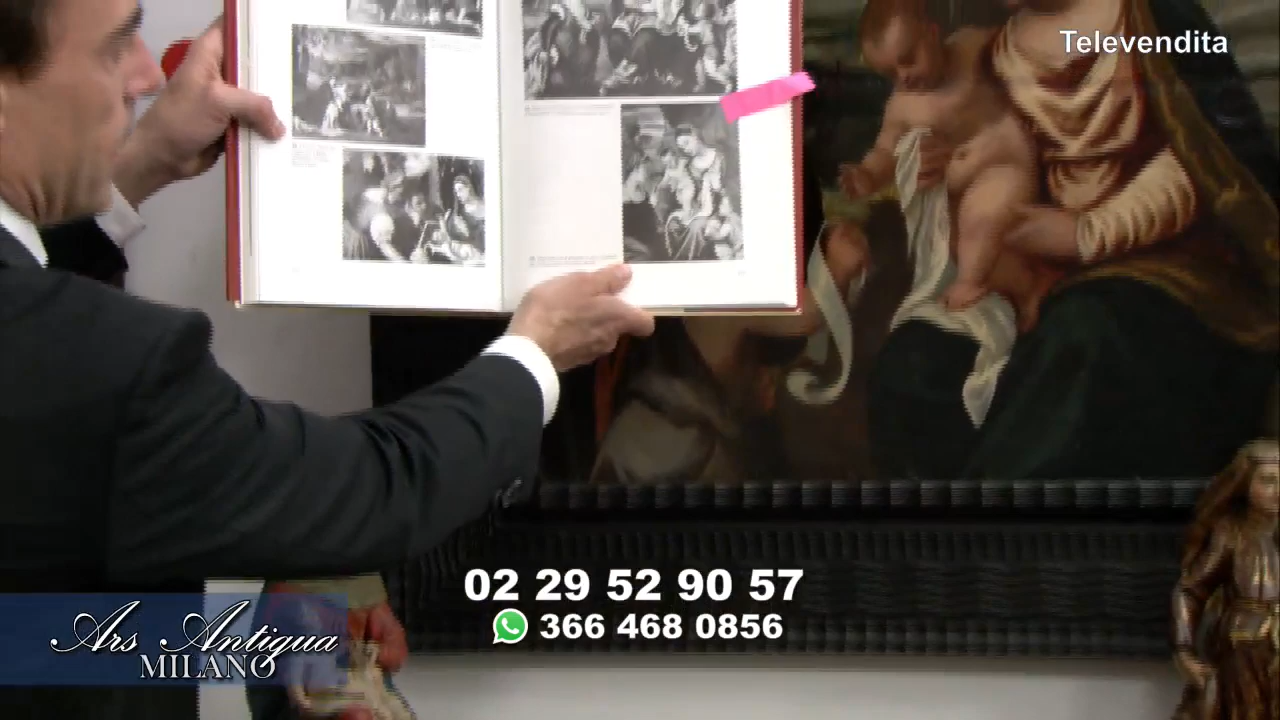 Televendita
02 29 52 90 57
366 468 0856
Ars Antiqua
MILANO